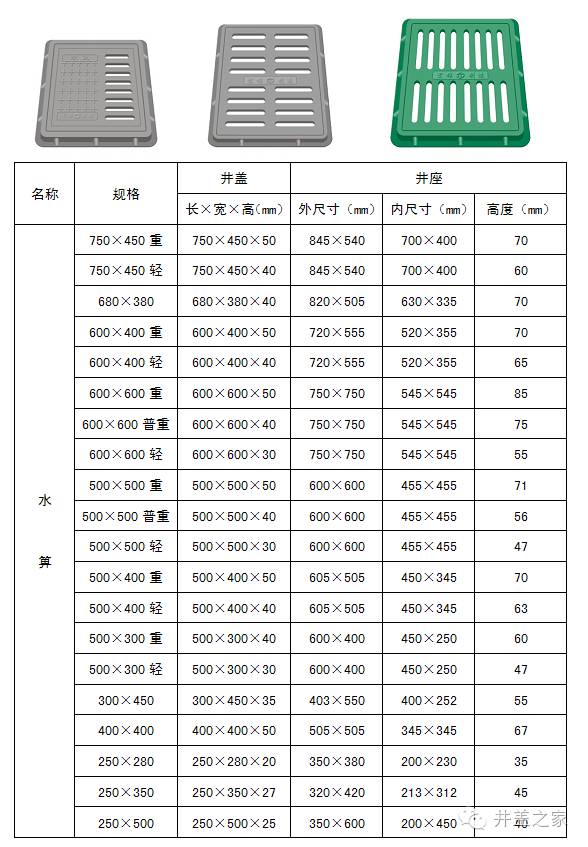 名称 规格 井盖 井座
长×宽×高(mm) 外尺寸(mm) 内尺寸(mm) 高度(mm)
水箅
750×450 重 750×450×50 845×540 700×400 70
750×450 轻 750×450×40 845×540 700×400 60
680×380 680×380×40 820×505 630×335 70
600×400 重 600×400×50 720×555 520×355 70
600×400 轻 600×400×40 720×555 520×355 65
600×600 重 600×600×50 750×750 545×545 85
600×600 普重 600×600×40 750×750 545×545 75
600×600 轻 600×600×30 750×750 545×545 55
500×500 重 500×500×50 600×600 455×455 71
500×500 普重 500×500×40 600×600 455×455 56
500×500 轻 500×500×30 600×600 455×455 47
500×400 重 500×400×50 605×505 450×345 70
500×400 轻 500×400×40 605×505 450×345 63
500×300 重 500×300×40 600×400 450×250 60
500×300 轻 500×300×30 600×400 450×250 47
300×450 300×450×35 403×550 400×252 55
400×400 400×400×50 505×505 345×345 67
250×280 250×280×20 350×380 200×230 35
250×350 250×350×27 320×420 213×312 45
250×500 250×500×25 350×600 200×450 40
井盖之家